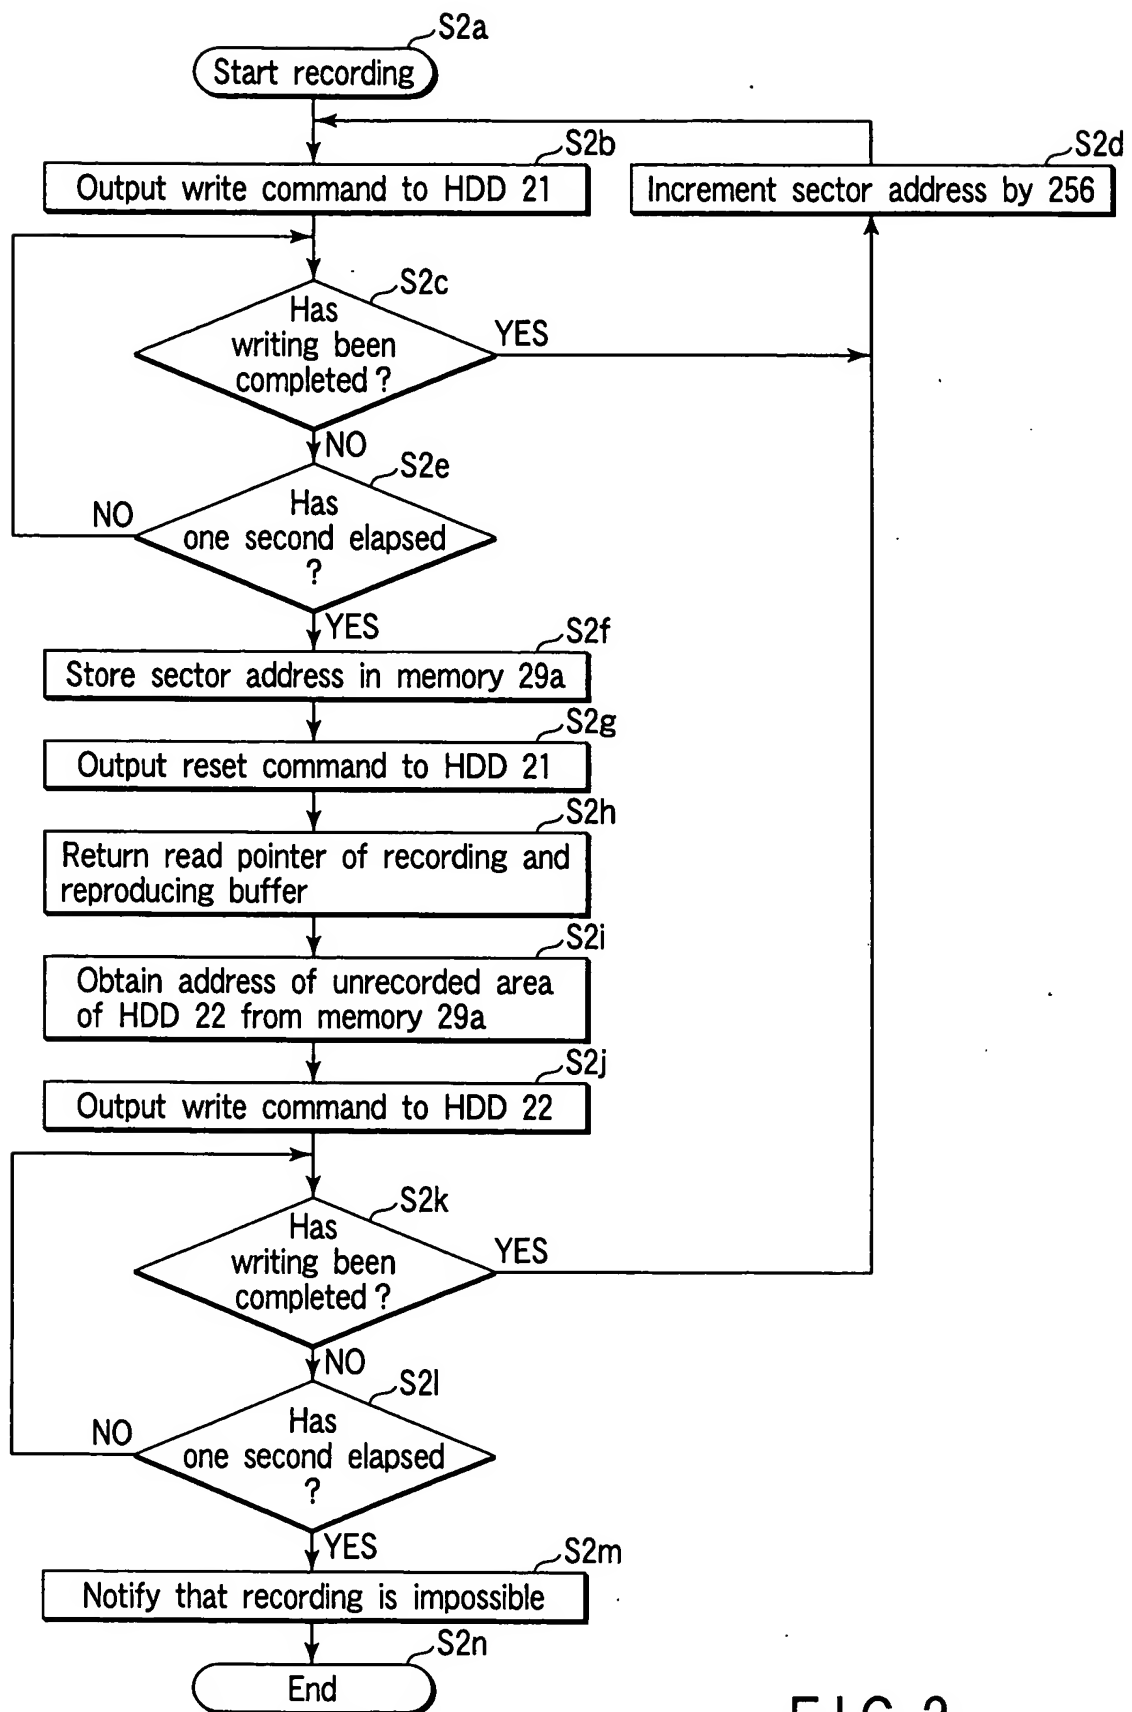 S2a
Start recording
S2b
Output write command to HDD 21
S2d
Increment sector address by 256
S2c
Has
writing been
completed ?
YES
NO
S2e
Has
one second elapsed
?
NO
YES
S2f
Store sector address in memory 29a
S2g
Output reset command to HDD 21
S2h
Return read pointer of recording and
reproducing buffer
S2i
Obtain address of unrecorded area
of HDD 22 from memory 29a
S2j
Output write command to HDD 22
S2k
Has
writing been
completed ?
YES
NO
S2l
Has
one second elapsed
?
NO
YES
S2m
Notify that recording is impossible
S2n
End